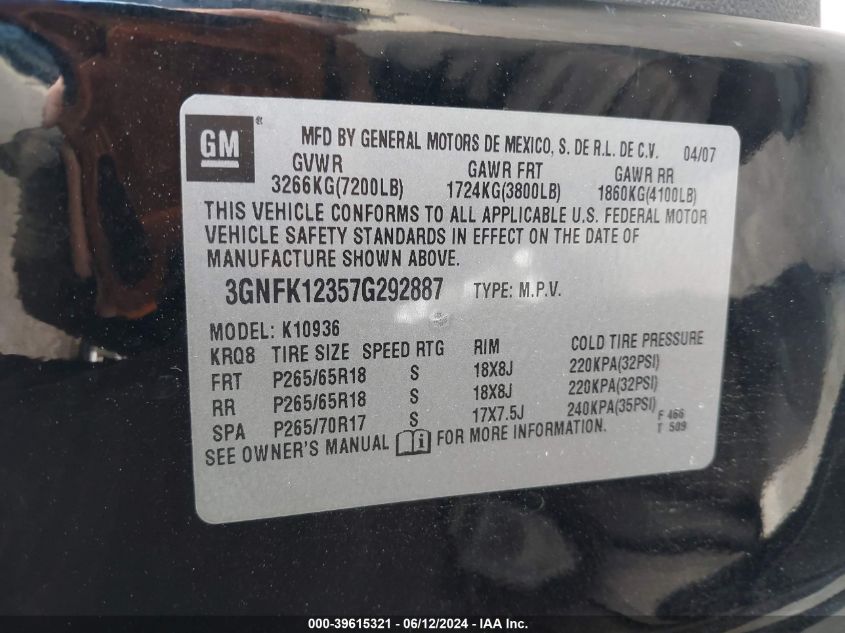 GM ®
MFD BY GENERAL MOTORS DE MEXICO, S. DE R.L. DE C.V. 04/07
GVWR GAWR FRT GAWR RR
3266KG(7200LB) 1724KG(3800LB) 1860KG(4100LB)
THIS VEHICLE CONFORMS TO ALL APPLICABLE U.S. FEDERAL MOTOR
VEHICLE SAFETY STANDARDS IN EFFECT ON THE DATE OF
MANUFACTURE SHOWN ABOVE.
3GNFK12357G292887 TYPE: M.P.V.
MODEL: K10936
KRQ8 TIRE SIZE SPEED RTG RIM COLD TIRE PRESSURE
FRT P265/65R18 S 18X8J 220KPA(32PSI)
RR P265/65R18 S 18X8J 220KPA(32PSI)
SPA P265/70R17 S 17X7.5J 240KPA(35PSI)
SEE OWNER'S MANUAL i FOR MORE INFORMATION.
F 466
T 509
000-39615321 - 06/12/2024 - IAA Inc.